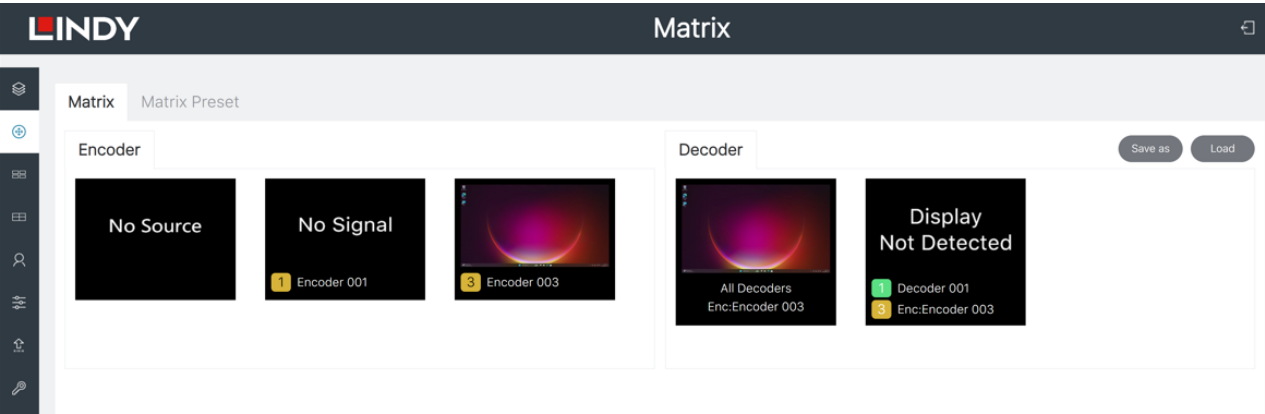 LINDY
Matrix
Matrix Matrix Preset
Encoder
Decoder
Save as
Load
No Source
No Signal
1 Encoder 001
3 Encoder 003
All Decoders
Enc:Encoder 003
Display
Not Detected
1 Decoder 001
3 Enc:Encoder 003